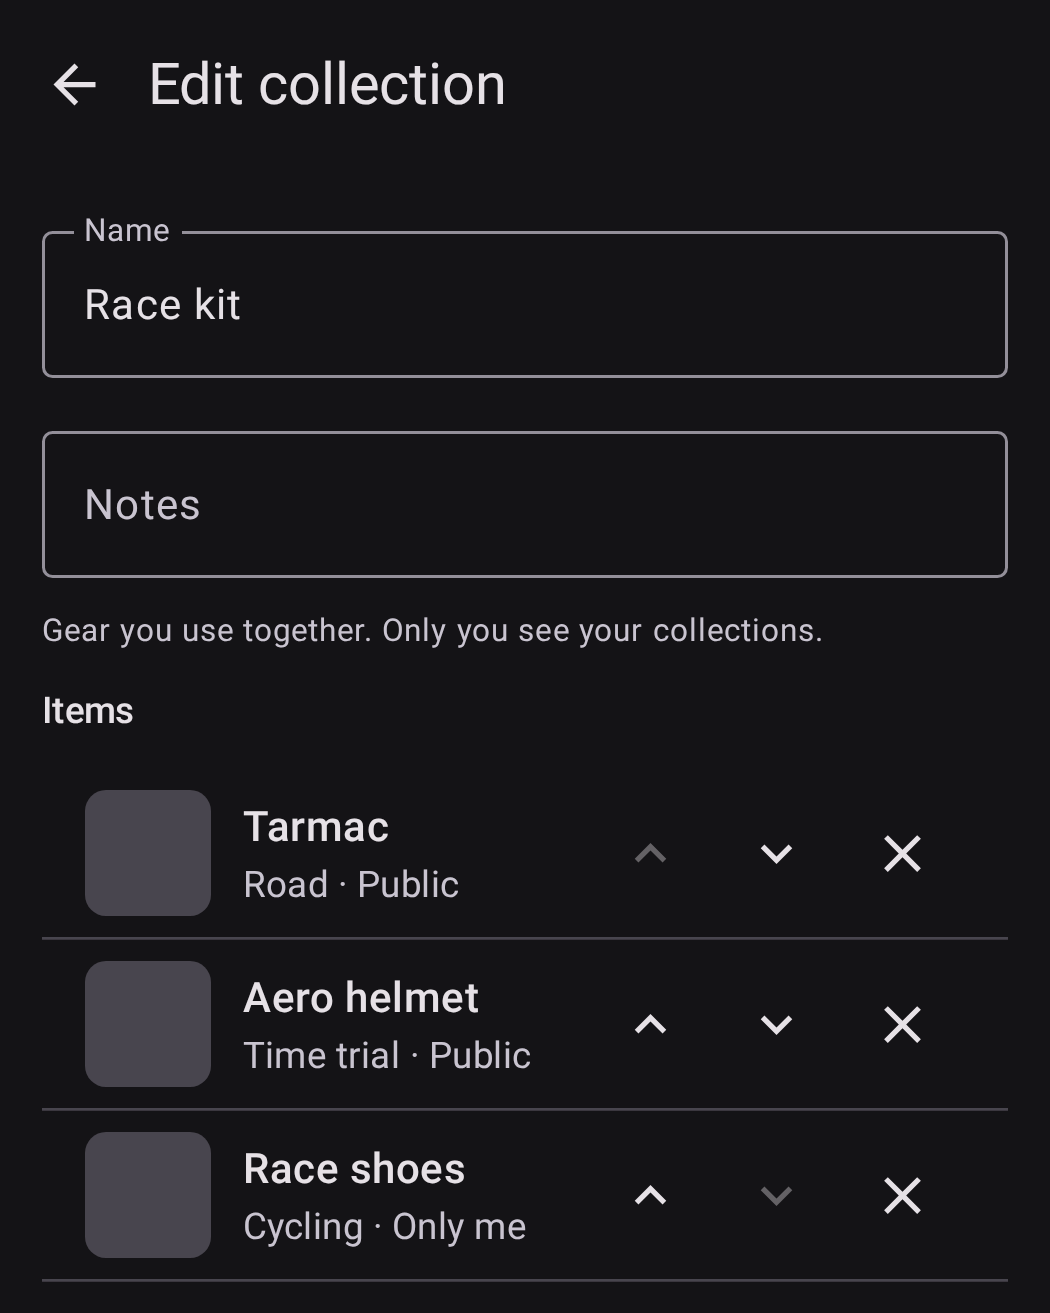 Edit collection
Name
Race kit
Notes
Gear you use together. Only you see your collections.
Items
Tarmac
Road · Public
Aero helmet
Time trial · Public
Race shoes
Cycling · Only me